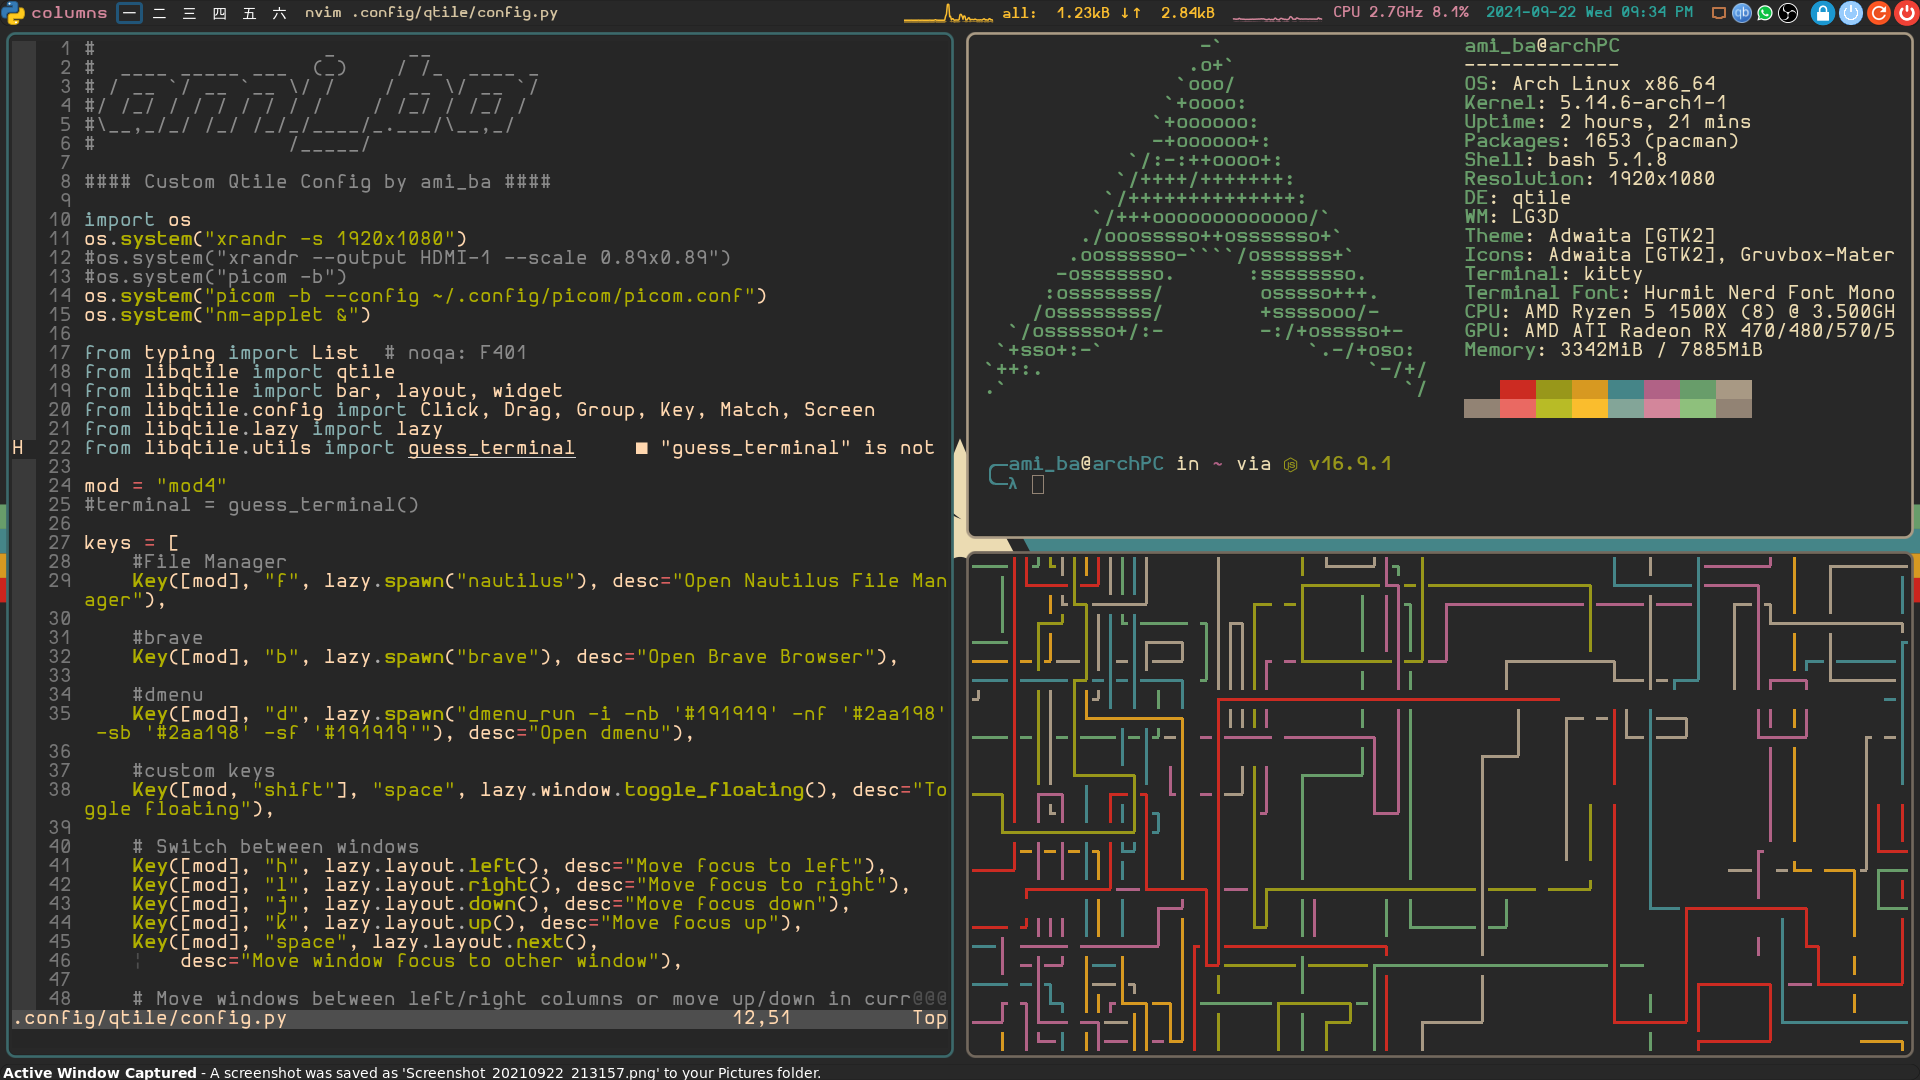 columns 一 二 三 四 五 六 nvim .config/qtile/config.py all: 1.23kB ↓↑ 2.84kB CPU 2.7GHz 8.1% 2021-09-22 Wed 09:34 PM qb
1 #
2 #
3 #
4 #
5 #
6 #
7
8 #### Custom Qtile Config by ami_ba ####
9
10 import os
11 os.system("xrandr -s 1920x1080")
12 #os.system("xrandr --output HDMI-1 --scale 0.89x0.89")
13 #os.system("picom -b")
14 os.system("picom -b --config ~/.config/picom/picom.conf")
15 os.system("nm-applet &")
16
17 from typing import List  # noqa: F401
18 from libqtile import qtile
19 from libqtile import bar, layout, widget
20 from libqtile.config import Click, Drag, Group, Key, Match, Screen
21 from libqtile.lazy import lazy
H 22 from libqtile.utils import guess_terminal ■ "guess_terminal" is not
23
24 mod = "mod4"
25 #terminal = guess_terminal()
26
27 keys = [
28     #File Manager
29     Key([mod], "f", lazy.spawn("nautilus"), desc="Open Nautilus File Man
ager"),
30
31     #brave
32     Key([mod], "b", lazy.spawn("brave"), desc="Open Brave Browser"),
33
34     #dmenu
35     Key([mod], "d", lazy.spawn("dmenu_run -i -nb '#191919' -nf '#2aa198'
 -sb '#2aa198' -sf '#191919'"), desc="Open dmenu"),
36
37     #custom keys
38     Key([mod, "shift"], "space", lazy.window.toggle_floating(), desc="To
ggle floating"),
39
40     # Switch between windows
41     Key([mod], "h", lazy.layout.left(), desc="Move focus to left"),
42     Key([mod], "l", lazy.layout.right(), desc="Move focus to right"),
43     Key([mod], "j", lazy.layout.down(), desc="Move focus down"),
44     Key([mod], "k", lazy.layout.up(), desc="Move focus up"),
45     Key([mod], "space", lazy.layout.next(),
46         desc="Move window focus to other window"),
47
48     # Move windows between left/right columns or move up/down in curr@@@
.config/qtile/config.py 12,51 Top
ami_ba@archPC
-------------
OS: Arch Linux x86_64
Kernel: 5.14.6-arch1-1
Uptime: 2 hours, 21 mins
Packages: 1653 (pacman)
Shell: bash 5.1.8
Resolution: 1920x1080
DE: qtile
WM: LG3D
Theme: Adwaita [GTK2]
Icons: Adwaita [GTK2], Gruvbox-Mater
Terminal: kitty
Terminal Font: Hurmit Nerd Font Mono
CPU: AMD Ryzen 5 1500X (8) @ 3.500GH
GPU: AMD ATI Radeon RX 470/480/570/5
Memory: 3342MiB / 7885MiB
ami_ba@archPC in ~ via v16.9.1
λ
Active Window Captured - A screenshot was saved as 'Screenshot_20210922_213157.png' to your Pictures folder.